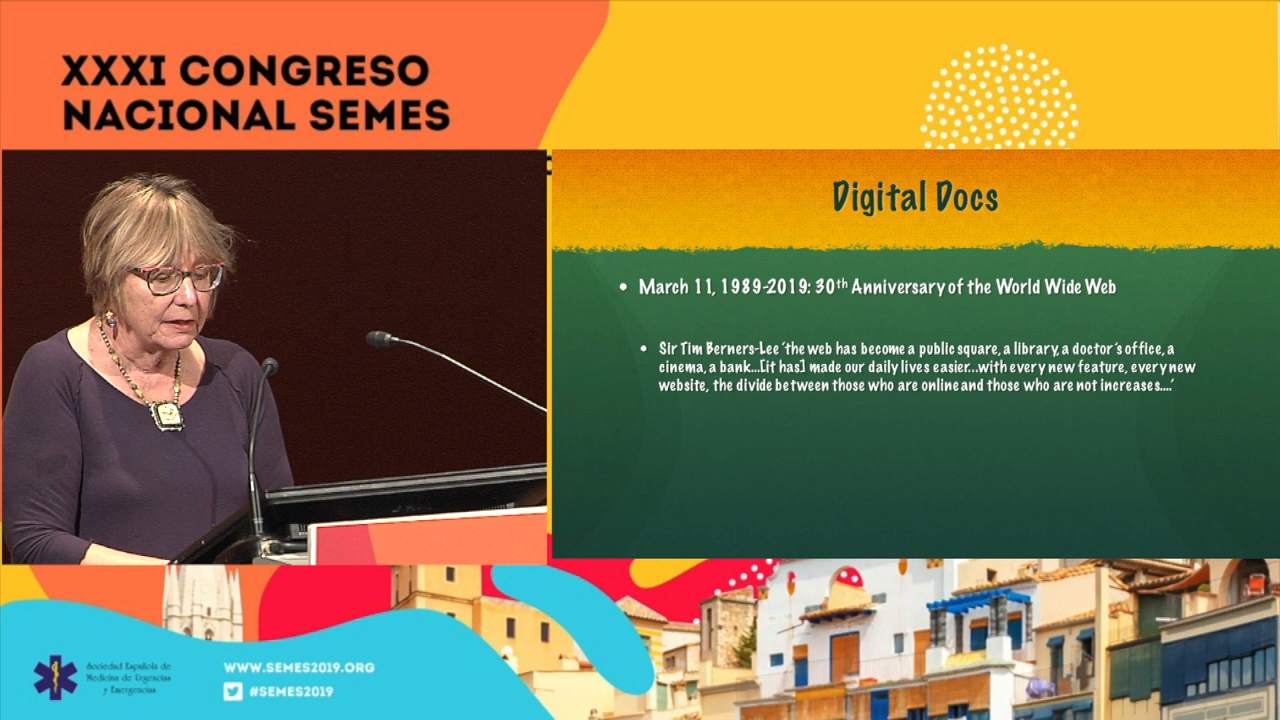 XXXI CONGRESO
NACIONAL SEMES
Digital Docs
• March 11, 1989-2019: 30th Anniversary of the World Wide Web
• Sir Tim Berners-Lee 'the web has become a public square, a library, a doctor's office, a
cinema, a bank...[it has] made our daily lives easier...with every new feature, every new
website, the divide between those who are online and those who are not increases....'
Sociedad Española de
Medicina de Urgencias
y Emergencias
WWW.SEMES2019.ORG
#SEMES2019